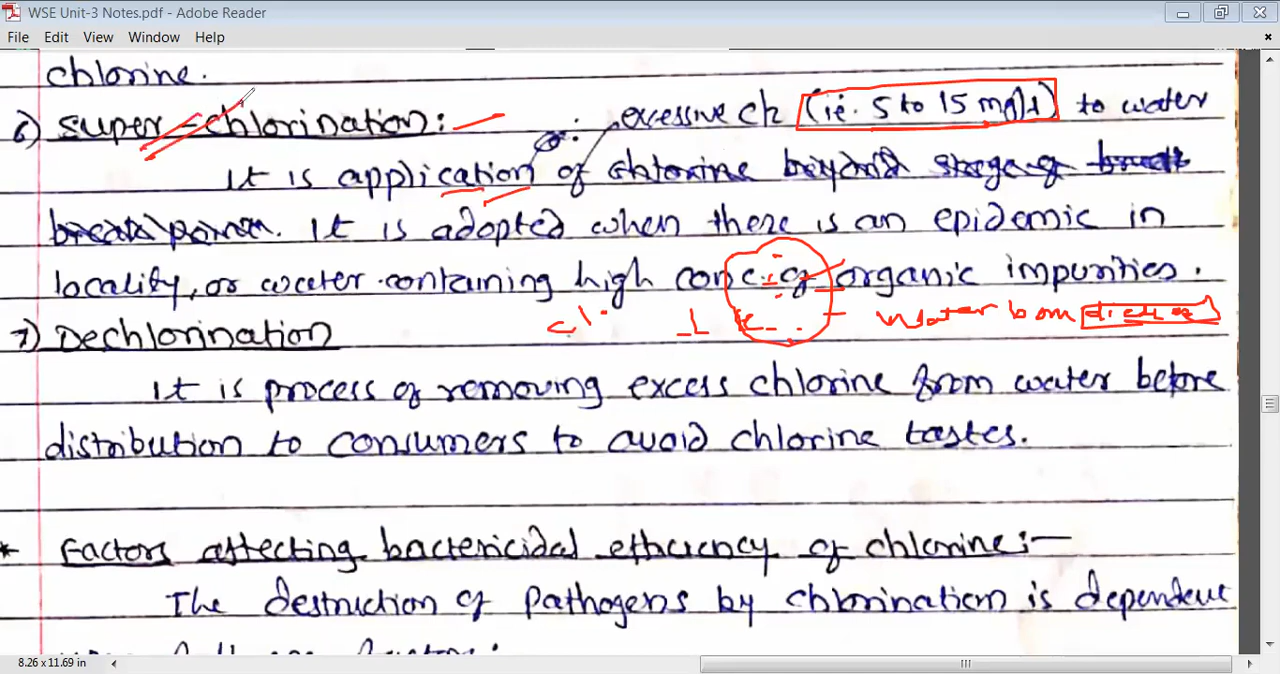 WSE Unit-3 Notes.pdf - Adobe Reader
File Edit View Window Help
chlorine.
6) Super-chlorination:-
excessive ch (ie. 5 to 15 mg/l) to water
It is application of chlorine beyond stage of break
break point. It is adopted when there is an epidemic in
locality, or water containing high conc. of organic impurities.
cl. water born
7) Dechlorination
It is process of removing excess chlorine from water before
distribution to consumers to avoid chlorine tastes.
* Factors affecting bactericidal efficiency of chlorine:-
The destruction of pathogens by chlorination is dependent
8.26 x 11.69 in